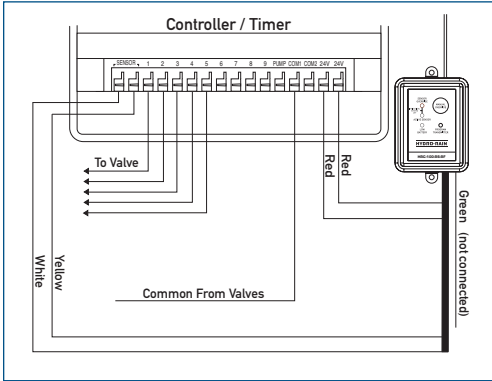 Controller / Timer
SENSOR 1 2 3 4 5 6 7 8 9 PUMP COM1 COM2 24V 24V
HYDRO-RAIN
To Valve
Red
Red
Green (not connected)
Yellow
White
Common From Valves